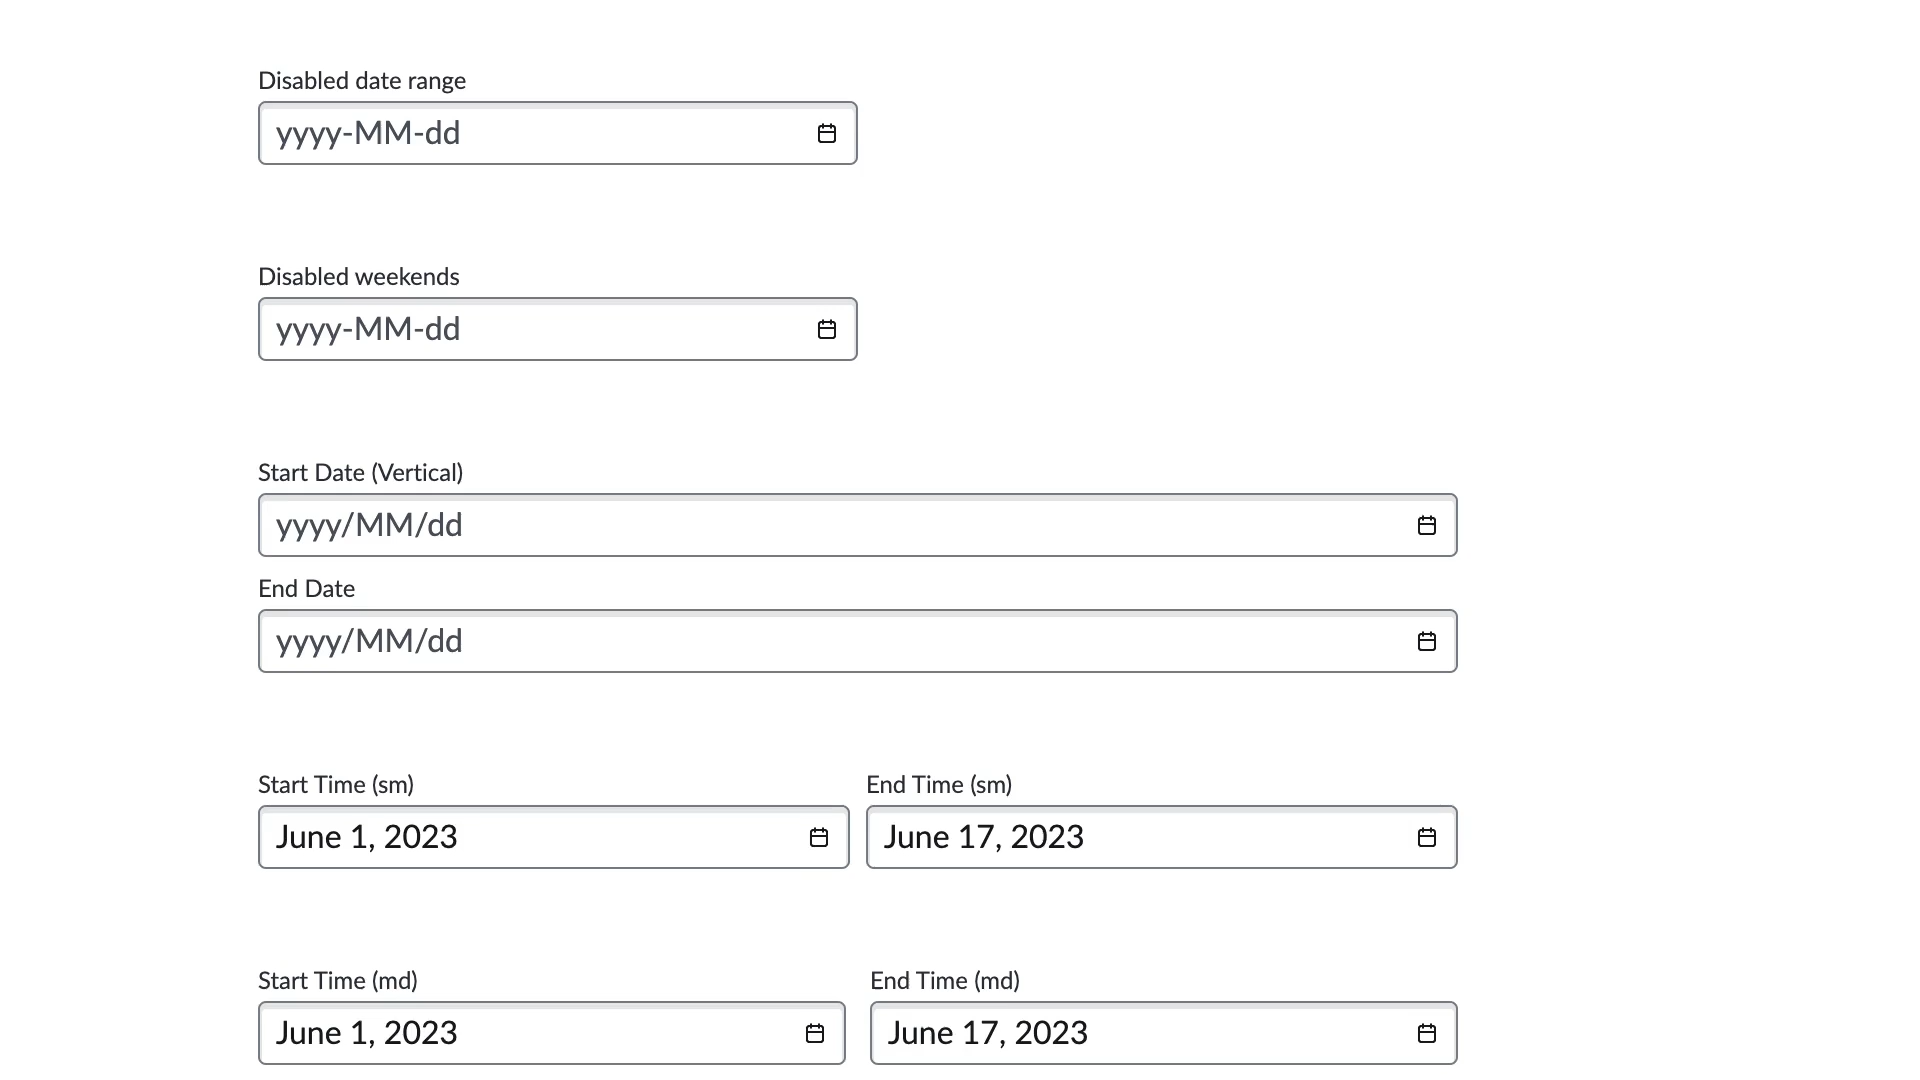 Disabled date range
yyyy-MM-dd
Disabled weekends
yyyy-MM-dd
Start Date (Vertical)
yyyy/MM/dd
End Date
yyyy/MM/dd
Start Time (sm)
End Time (sm)
June 1, 2023
June 17, 2023
Start Time (md)
End Time (md)
June 1, 2023
June 17, 2023